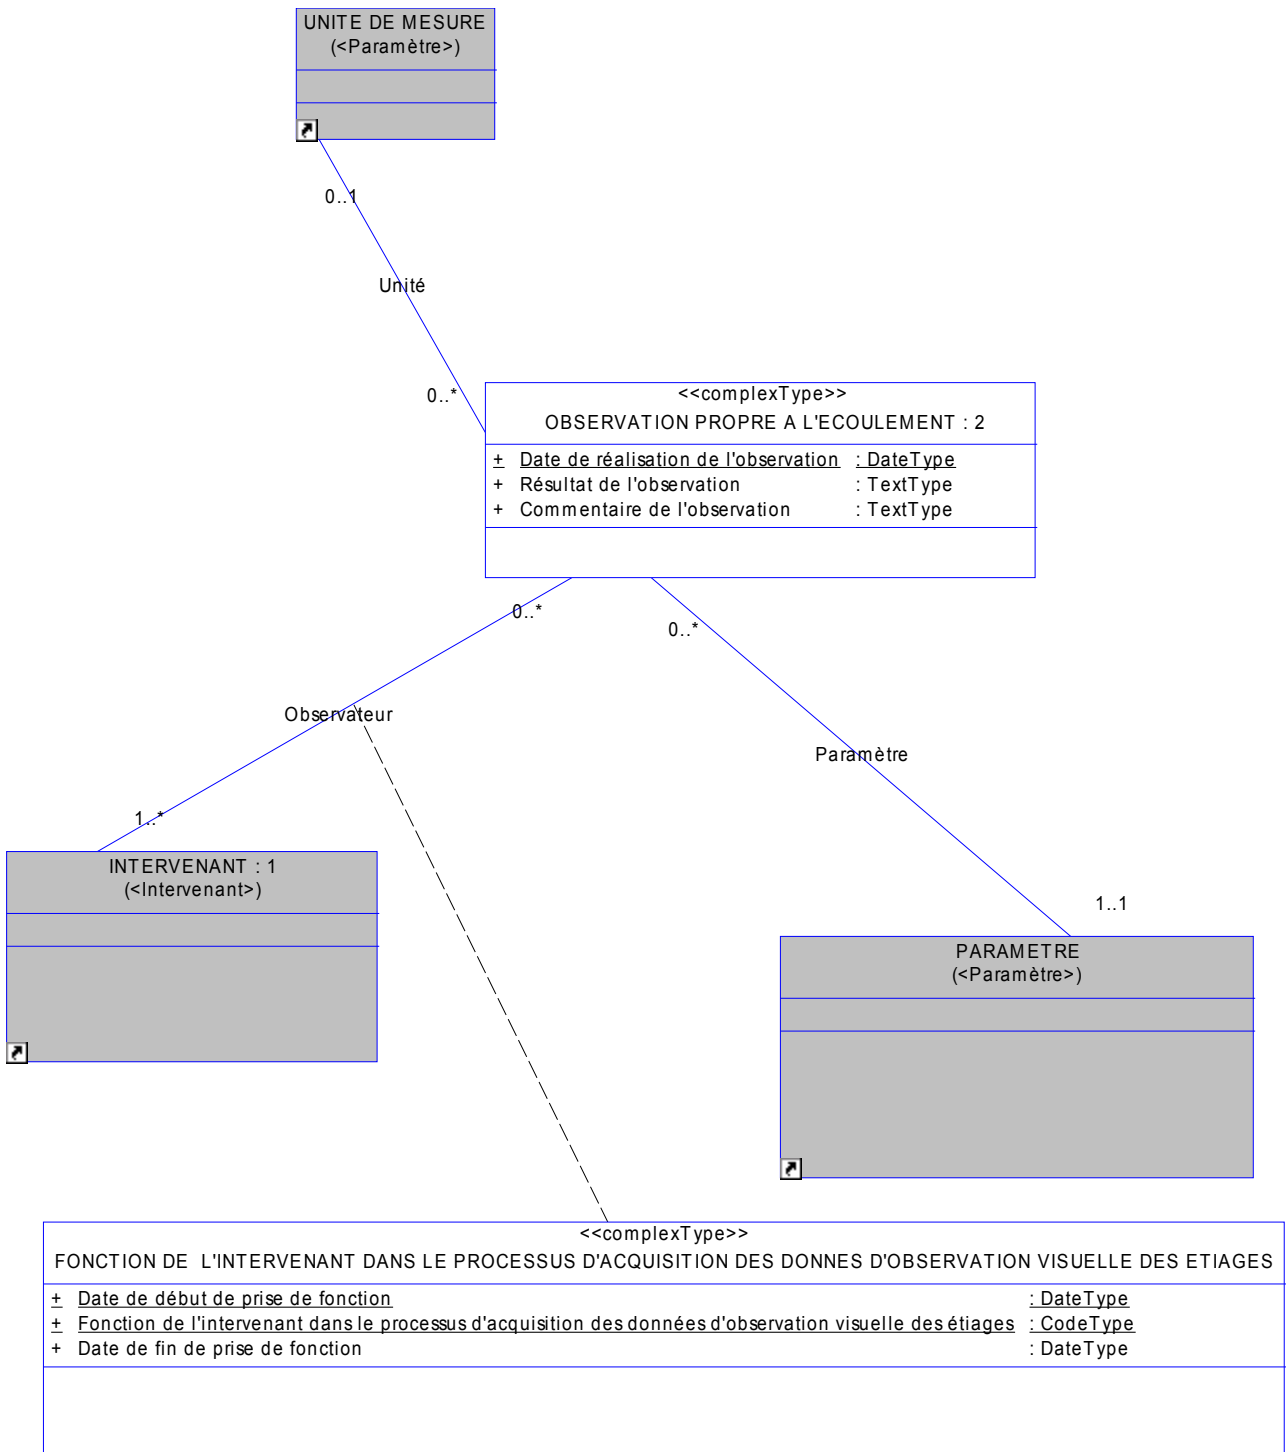 UNITE DE MESURE
(<Paramètre>)
0..1
Unité
0..*
<<complexType>>
OBSERVATION PROPRE A L'ECOULEMENT : 2
+ Date de réalisation de l'observation : DateType
+ Résultat de l'observation : TextType
+ Commentaire de l'observation : TextType
0..*
0..*
Observateur
Paramètre
1..*
INTERVENANT : 1
(<Intervenant>)
1..1
PARAMETRE
(<Paramètre>)
<<complexType>>
FONCTION DE L'INTERVENANT DANS LE PROCESSUS D'ACQUISITION DES DONNES D'OBSERVATION VISUELLE DES ETIAGES
+ Date de début de prise de fonction : DateType
+ Fonction de l'intervenant dans le processus d'acquisition des données d'observation visuelle des étiages : CodeType
+ Date de fin de prise de fonction : DateType